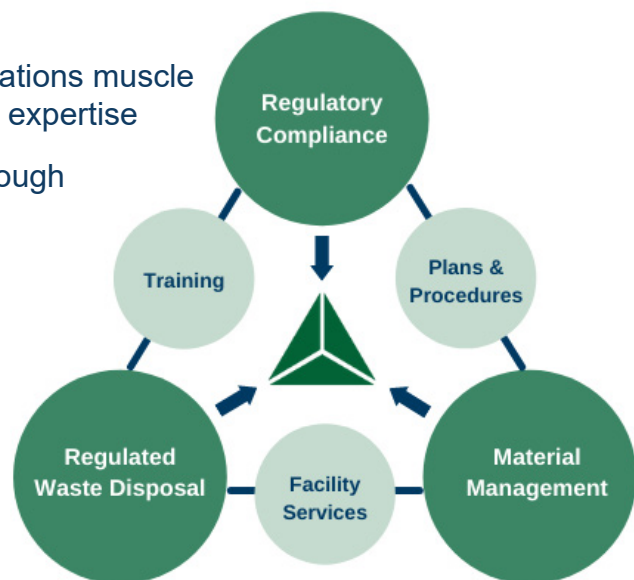 ations muscle
expertise
ough
Regulatory
Compliance
Training
Plans &
Procedures
Regulated
Waste Disposal
Facility
Services
Material
Management